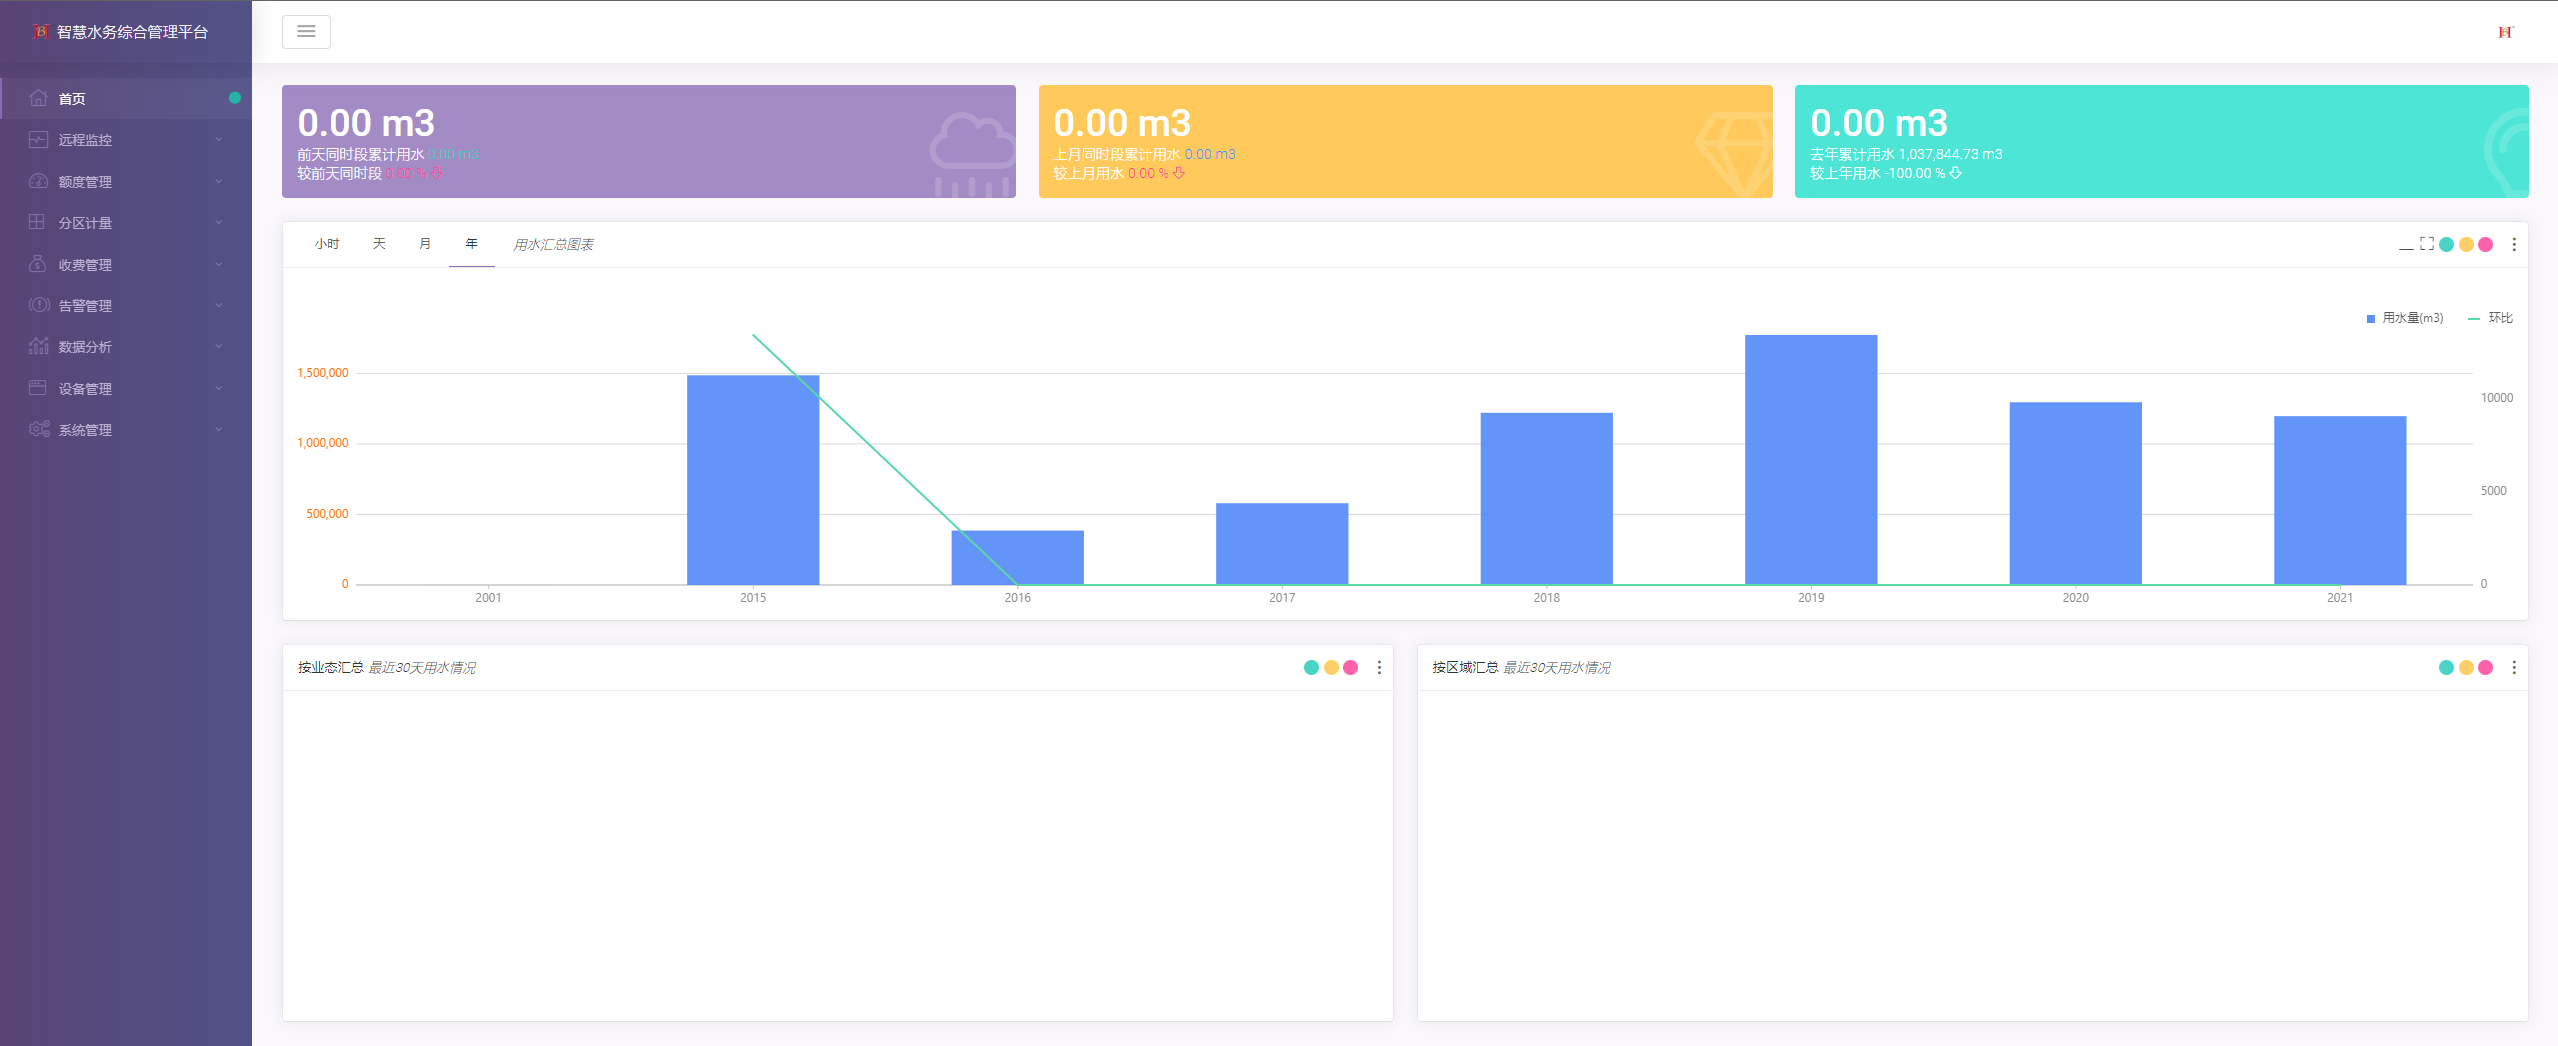 智慧水务综合管理平台
首页
远程监控
额度管理
分区计量
收费管理
告警管理
数据分析
设备管理
系统管理
0.00 m3
前天同时段累计用水 0.00 m3
较前天同时段 0.00 %
0.00 m3
上月同时段累计用水 0.00 m3
较上月用水 0.00 %
0.00 m3
去年累计用水 1,037,844.73 m3
较上年用水 -100.00 %
小时 天 月 年 用水汇总图表
用水量(m3) 环比
1,500,000
1,000,000
500,000
0
10000
5000
0
2001 2015 2016 2017 2018 2019 2020 2021
按业态汇总 最近30天用水情况
按区域汇总 最近30天用水情况